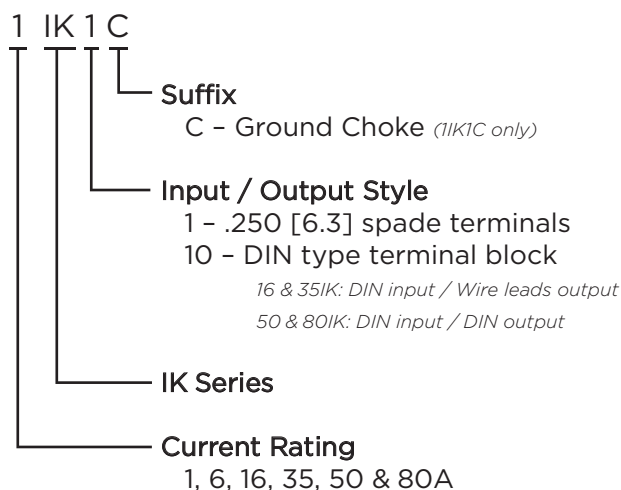 1 IK 1 C
Suffix
C – Ground Choke (1IK1C only)
Input / Output Style
1 – .250 [6.3] spade terminals
10 – DIN type terminal block
16 & 35IK: DIN input / Wire leads output
50 & 80IK: DIN input / DIN output
IK Series
Current Rating
1, 6, 16, 35, 50 & 80A